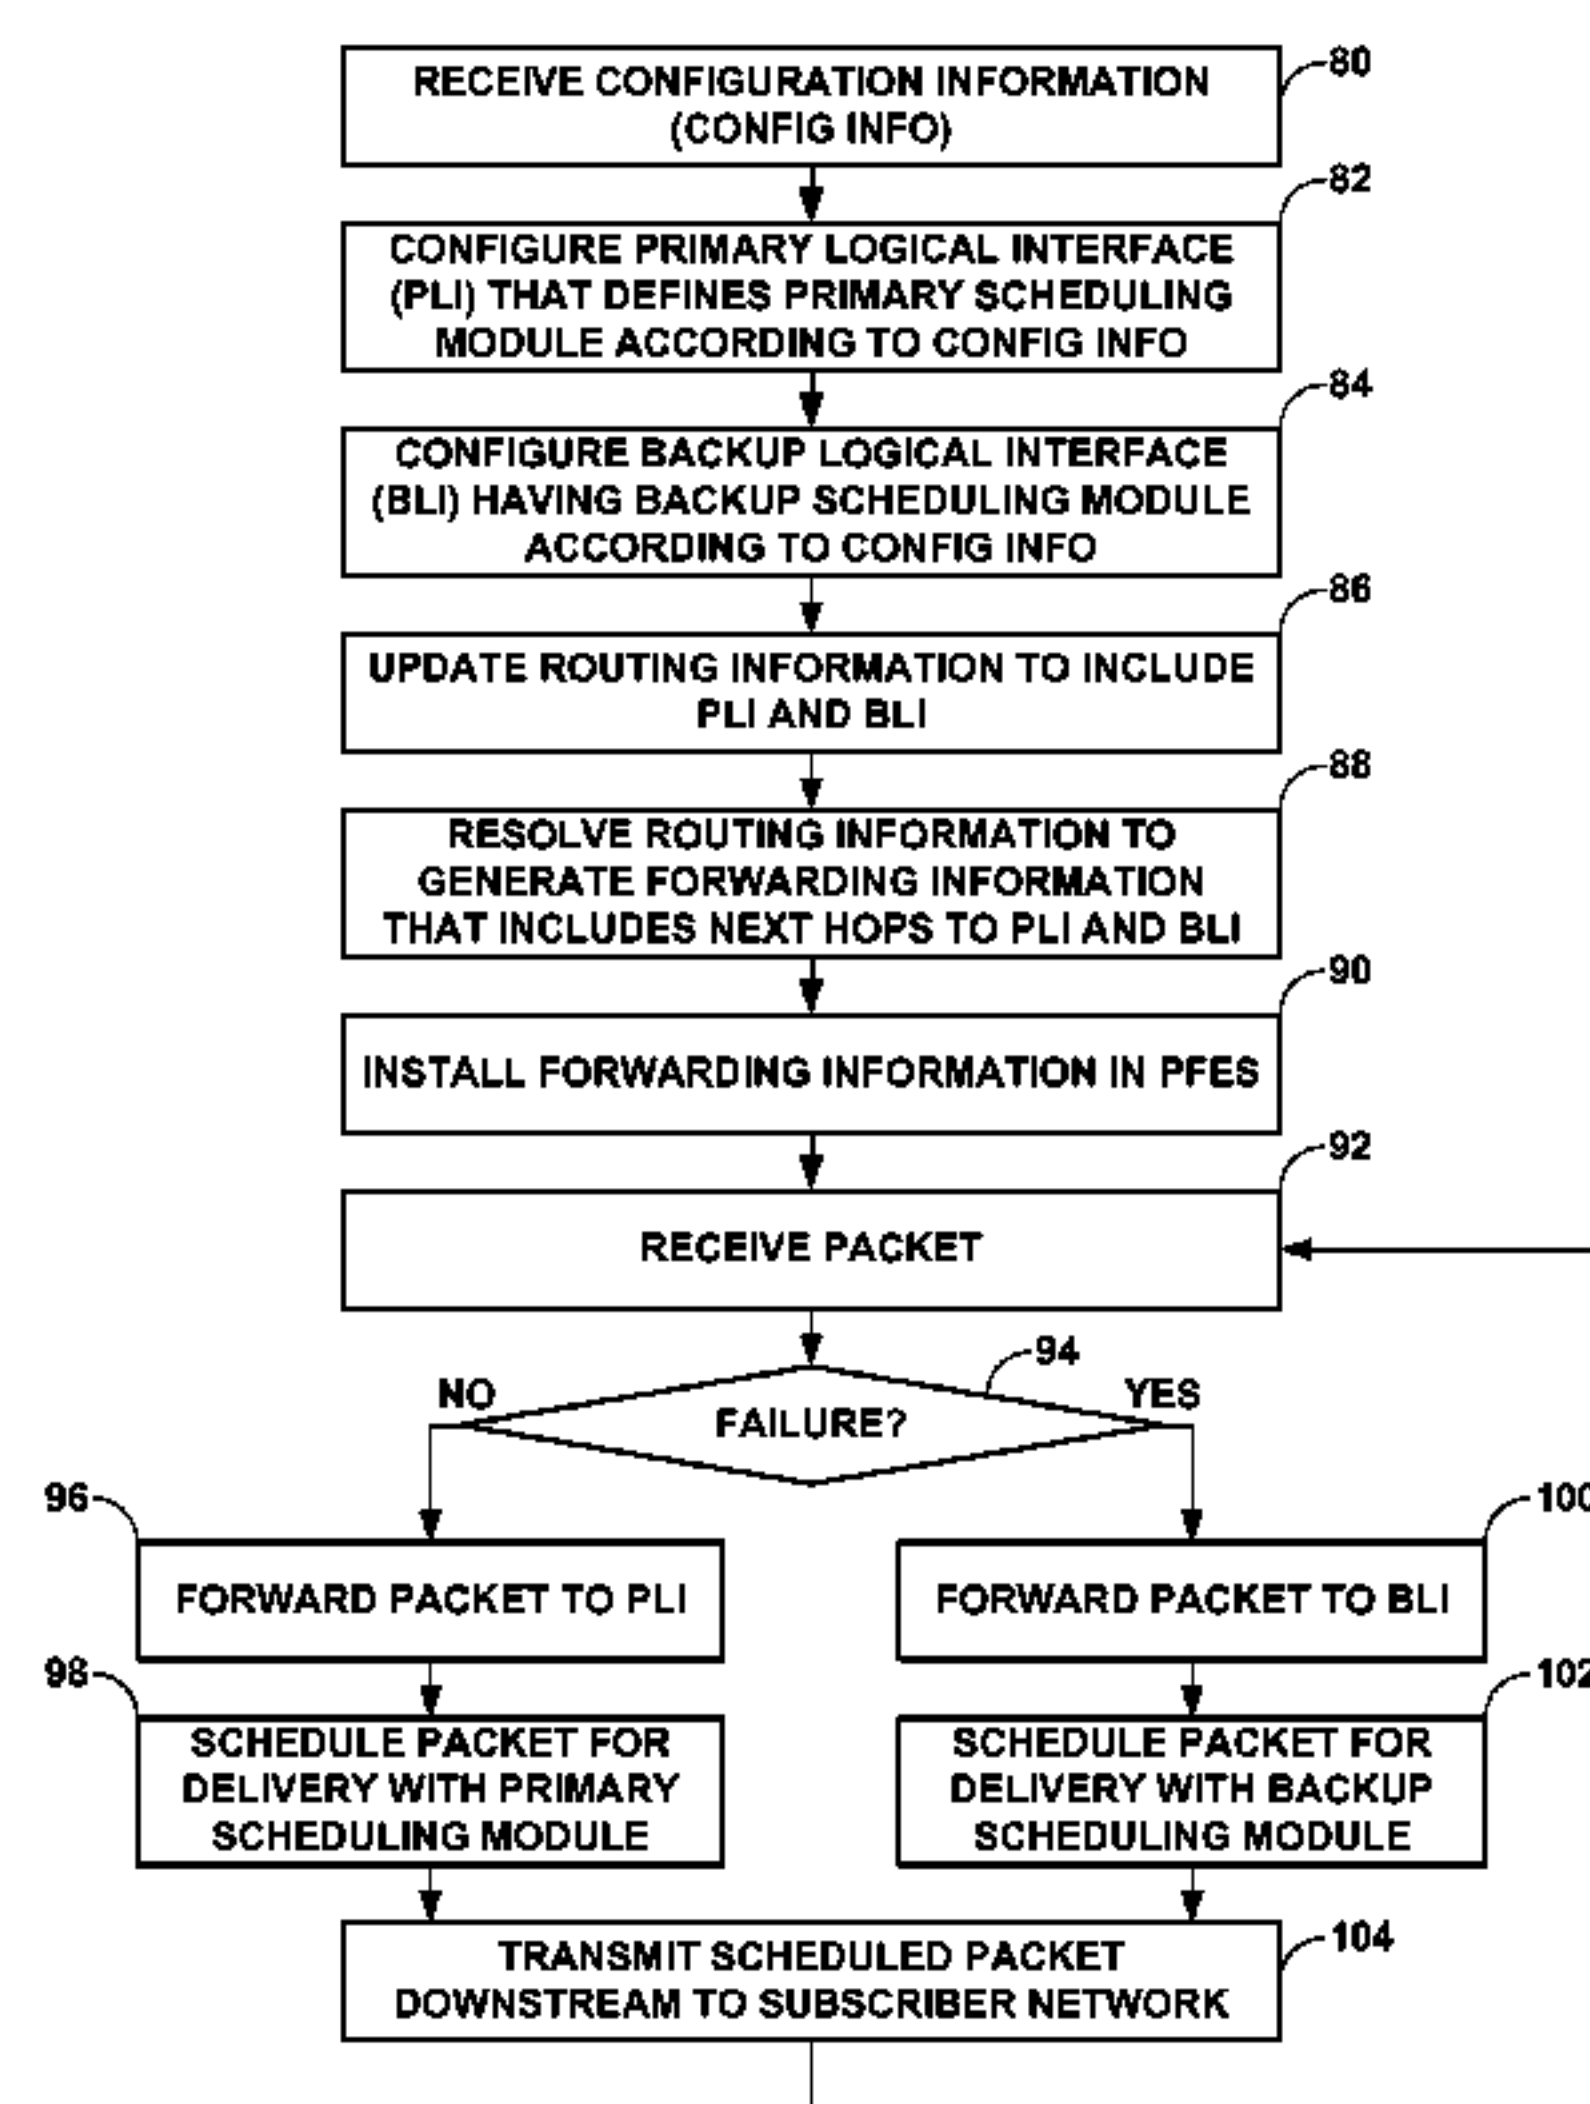 80
RECEIVE CONFIGURATION INFORMATION
(CONFIG INFO)
82
CONFIGURE PRIMARY LOGICAL INTERFACE
(PLI) THAT DEFINES PRIMARY SCHEDULING
MODULE ACCORDING TO CONFIG INFO
84
CONFIGURE BACKUP LOGICAL INTERFACE
(BLI) HAVING BACKUP SCHEDULING MODULE
ACCORDING TO CONFIG INFO
86
UPDATE ROUTING INFORMATION TO INCLUDE
PLI AND BLI
88
RESOLVE ROUTING INFORMATION TO
GENERATE FORWARDING INFORMATION
THAT INCLUDES NEXT HOPS TO PLI AND BLI
90
INSTALL FORWARDING INFORMATION IN PFES
92
RECEIVE PACKET
94
NO
YES
FAILURE?
96
100
FORWARD PACKET TO PLI
FORWARD PACKET TO BLI
98
102
SCHEDULE PACKET FOR
DELIVERY WITH PRIMARY
SCHEDULING MODULE
SCHEDULE PACKET FOR
DELIVERY WITH BACKUP
SCHEDULING MODULE
104
TRANSMIT SCHEDULED PACKET
DOWNSTREAM TO SUBSCRIBER NETWORK